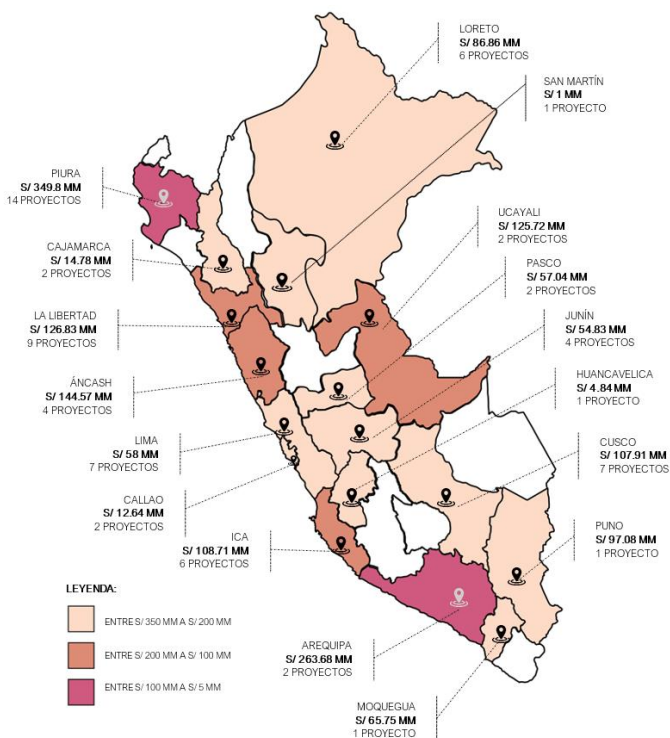 LORETO
S/ 86.86 MM
6 PROYECTOS
SAN MARTÍN
S/ 1 MM
1 PROYECTO
PIURA
S/ 349.8 MM
14 PROYECTOS
UCAYALI
S/ 125.72 MM
2 PROYECTOS
CAJAMARCA
S/ 14.78 MM
2 PROYECTOS
PASCO
S/ 57.04 MM
2 PROYECTOS
LA LIBERTAD
S/ 126.83 MM
9 PROYECTOS
JUNÍN
S/ 54.83 MM
4 PROYECTOS
ÁNCASH
S/ 144.57 MM
4 PROYECTOS
HUANCAVELICA
S/ 4.84 MM
1 PROYECTO
LIMA
S/ 58 MM
7 PROYECTOS
CUSCO
S/ 107.91 MM
7 PROYECTOS
CALLAO
S/ 12.64 MM
2 PROYECTOS
ICA
S/ 108.71 MM
6 PROYECTOS
PUNO
S/ 97.08 MM
1 PROYECTO
LEYENDA:
ENTRE S/ 350 MM A S/ 200 MM
ENTRE S/ 200 MM A S/ 100 MM
ENTRE S/ 100 MM A S/ 5 MM
AREQUIPA
S/ 263.68 MM
2 PROYECTOS
MOQUEGUA
S/ 65.75 MM
1 PROYECTO